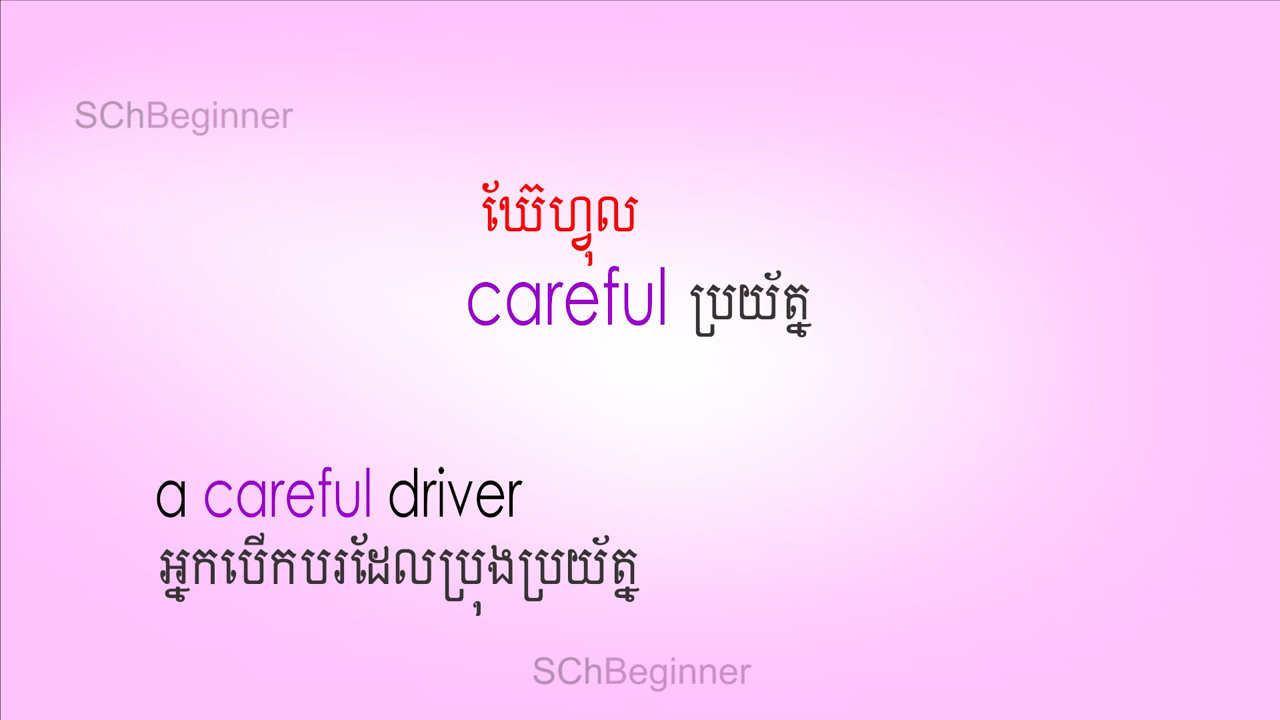 SChBeginner
ឃែ៊ហ្វុល
careful ប្រយ័ត្ន
a careful driver
អ្នកបើកបរដែលប្រុងប្រយ័ត្ន
SChBeginner